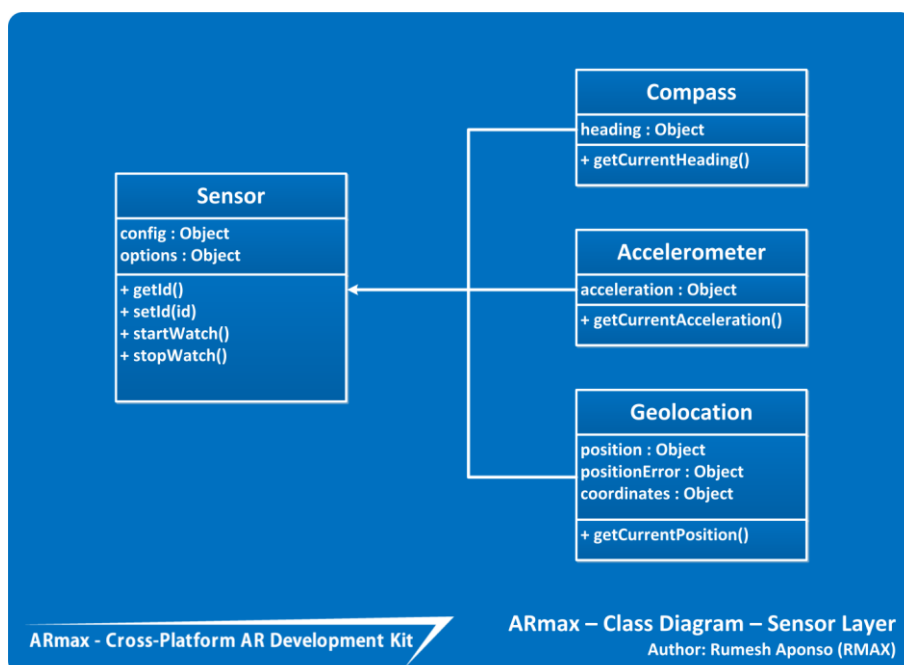 Sensor
config : Object
options : Object
+ getId()
+ setId(id)
+ startWatch()
+ stopWatch()
Compass
heading : Object
+ getCurrentHeading()
Accelerometer
acceleration : Object
+ getCurrentAcceleration()
Geolocation
position : Object
positionError : Object
coordinates : Object
+ getCurrentPosition()
ARmax - Cross-Platform AR Development Kit
ARmax – Class Diagram – Sensor Layer
Author: Rumesh Aponso (RMAX)